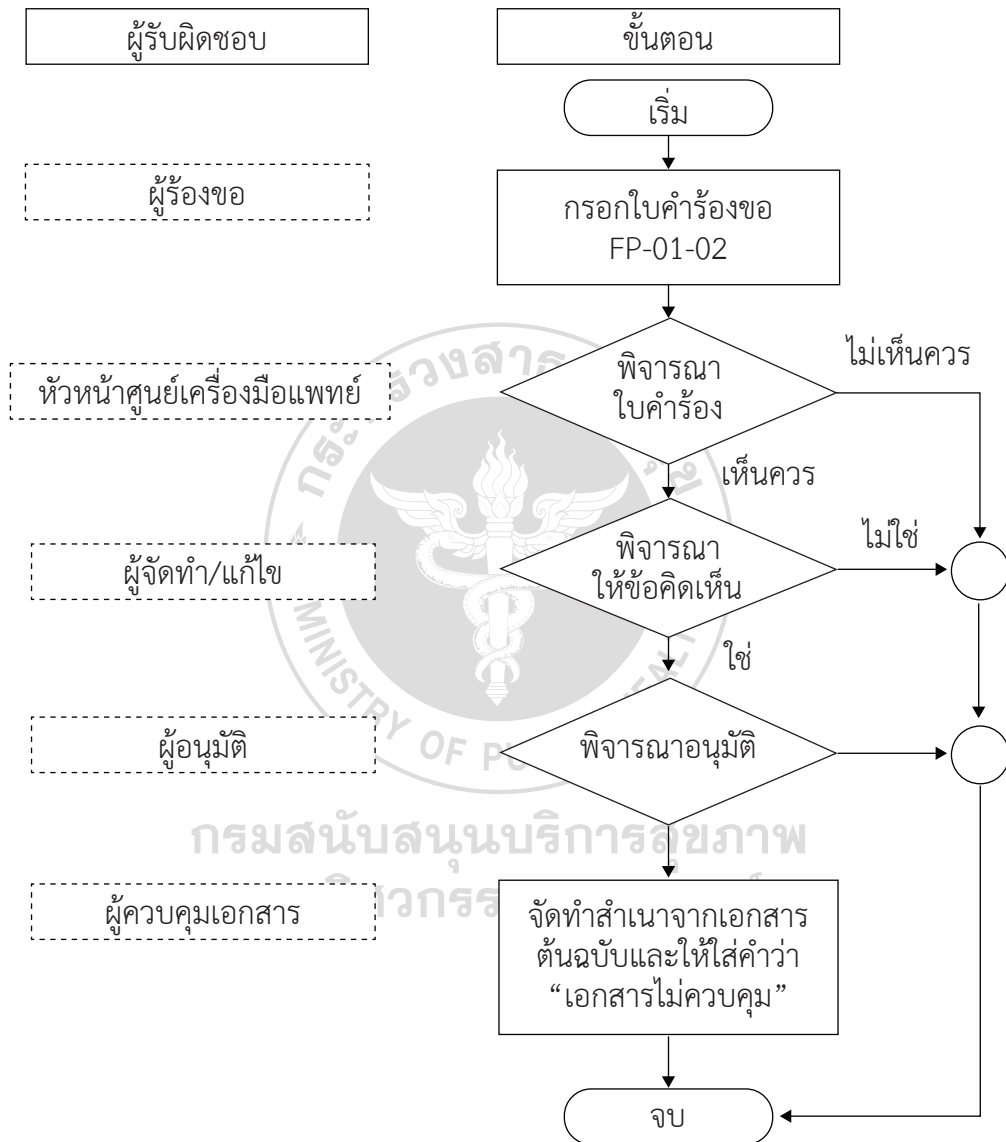 ผู้รับผิดชอบ
ขั้นตอน
เริ่ม
ผู้ร้องขอ
กรอกใบคำร้องขอ
FP-01-02
หัวหน้าศูนย์เครื่องมือแพทย์
พิจารณา
ใบคำร้อง
ไม่เห็นควร
เห็นควร
ผู้จัดทำ/แก้ไข
พิจารณา
ให้ข้อคิดเห็น
ไม่ใช่
ใช่
ผู้อนุมัติ
พิจารณาอนุมัติ
MINISTRY OF
กรมสนับสนุนบริการสุขภาพ
ผู้ควบคุมเอกสาร
จัดทำสำเนาจากเอกสาร
ต้นฉบับและให้ใส่คำว่า
“เอกสารไม่ควบคุม”
จบ